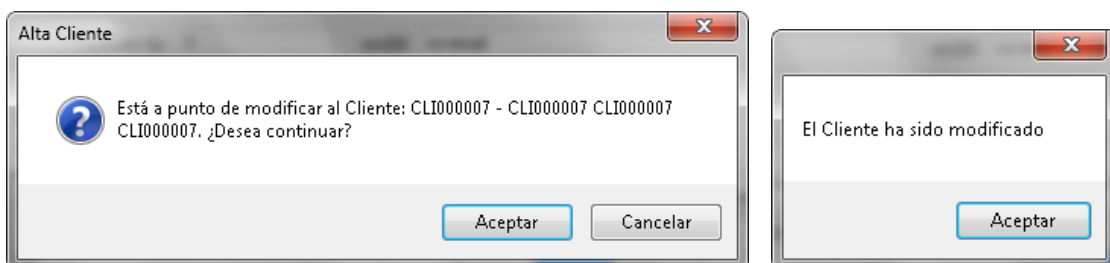 Alta Cliente
Está a punto de modificar al Cliente: CLI000007 - CLI000007 CLI000007
CLI000007. ¿Desea continuar?
Aceptar
Cancelar
El Cliente ha sido modificado
Aceptar